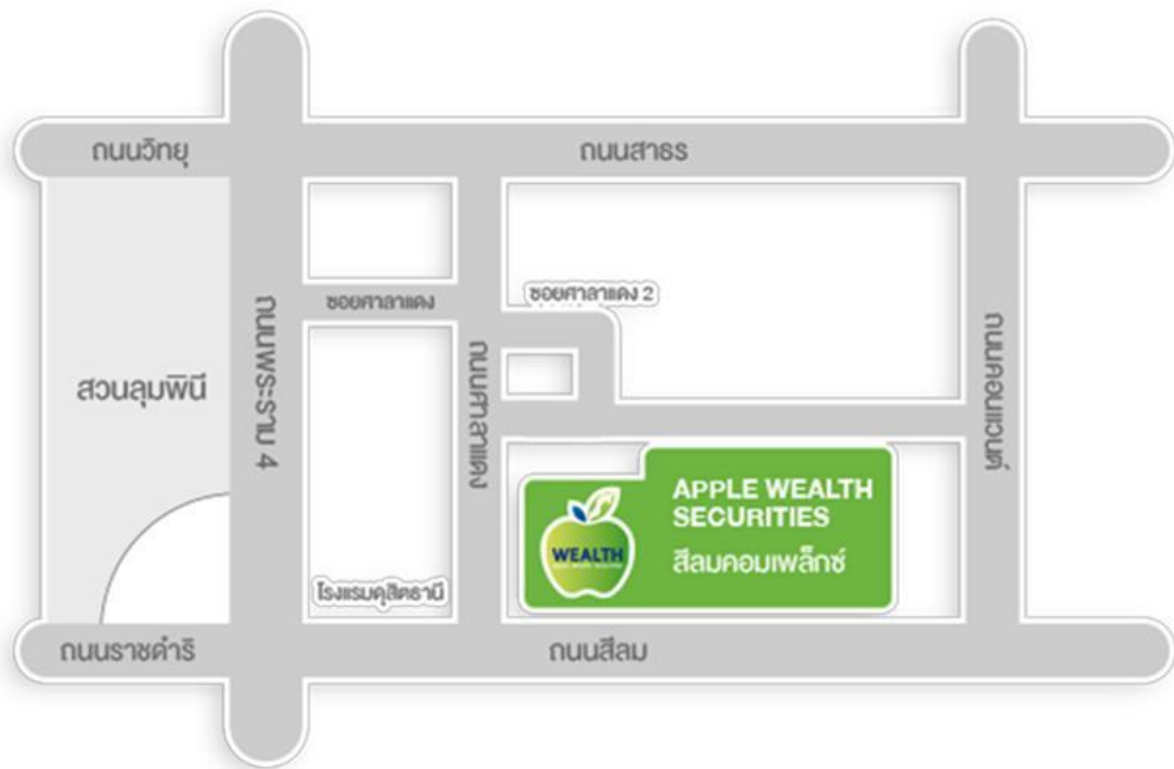 ถนนวิทยุ
ถนนสาธร
ซอยศาลาแดง
ซอยศาลาแดง 2
ถนนพระราม 4
ถนนศาลาแดง
ถนนคอนแวนต์
สวนลุมพินี
APPLE WEALTH
SECURITIES
สีลมคอมเพล็กซ์
WEALTH
โรงแรมดุสิตธานี
ถนนราชดำริ
ถนนสีลม